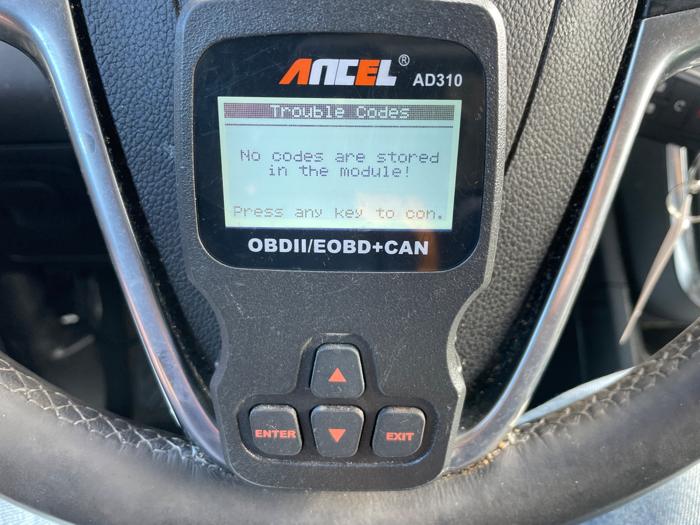 ANCEL® AD310
Trouble Codes
No codes are stored
in the module!
Press any key to con.
OBDII/EOBD+CAN
ENTER
EXIT